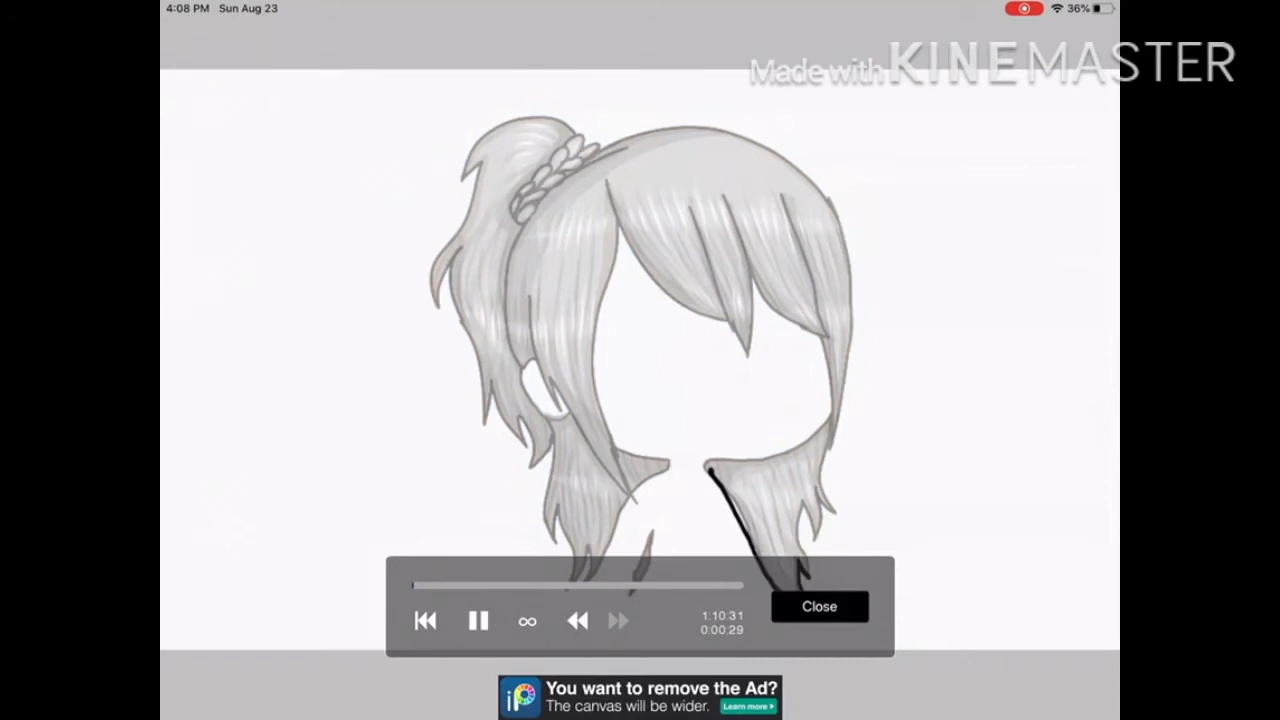 4:08 PM Sun Aug 23
36%
Made with KINEMASTER
1:10.31
0:00.29
Close
iP
You want to remove the Ad?
The canvas will be wider.
Learn more